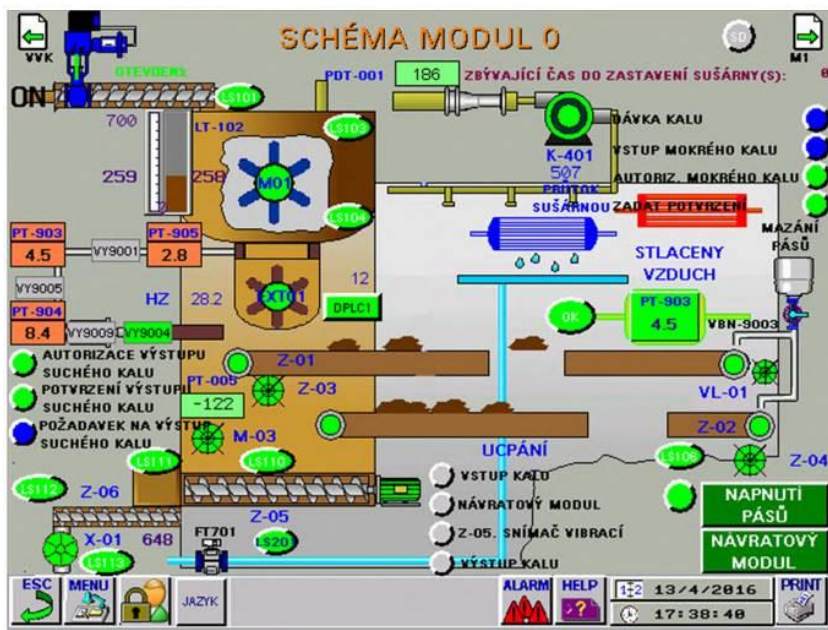 SCHÉMA MODUL 0
VVK
SD
M1
OTEVŘENÝ
PDT-001
186
ZBÝVAJÍCÍ ČAS DO ZASTAVENÍ SUŠÁRNY(S):
ON
LS101
700
LT-102
LS103
DÁVKA KALU
K-401
VSTUP MOKRÉHO KALU
259
258
M01
507
AUTORIZ. MOKRÉHO KALU
PRŮTOK
SUŠÁRNOU
ZADAT POTVRZENÍ
LS104
PT-903
4.5
VY9001
PT-905
2.8
STLACENY
VZDUCH
MAZÁNÍ
PÁSŮ
VY9005
HZ
28.2
EXT01
12
DPLC1
PT-904
8.4
VY9009
VY9004
OK
PT-903
4.5
VBN-9003
AUTORIZACE VÝSTUPU
SUCHÉHO KALU
Z-01
PT-005
-122
Z-03
VL-01
POTVRZENÍ VÝSTUPU
SUCHÉHO KALU
POŽADAVEK NA VÝSTUP
SUCHÉHO KALU
M-03
Z-02
UCPÁNÍ
LS111
LS110
LS106
Z-04
LS112
Z-06
VSTUP KALU
NÁVRATOVÝ MODUL
Z-05. SNÍMAČ VIBRACÍ
VÝSTUP KALU
NAPNUTÍ
PÁSŮ
NÁVRATOVÝ
MODUL
Z-05
X-01
648
FT701
LS201
LS113
ESC
MENU
JAZYK
ALARM
HELP
13/4/2016
17:38:40
PRINT